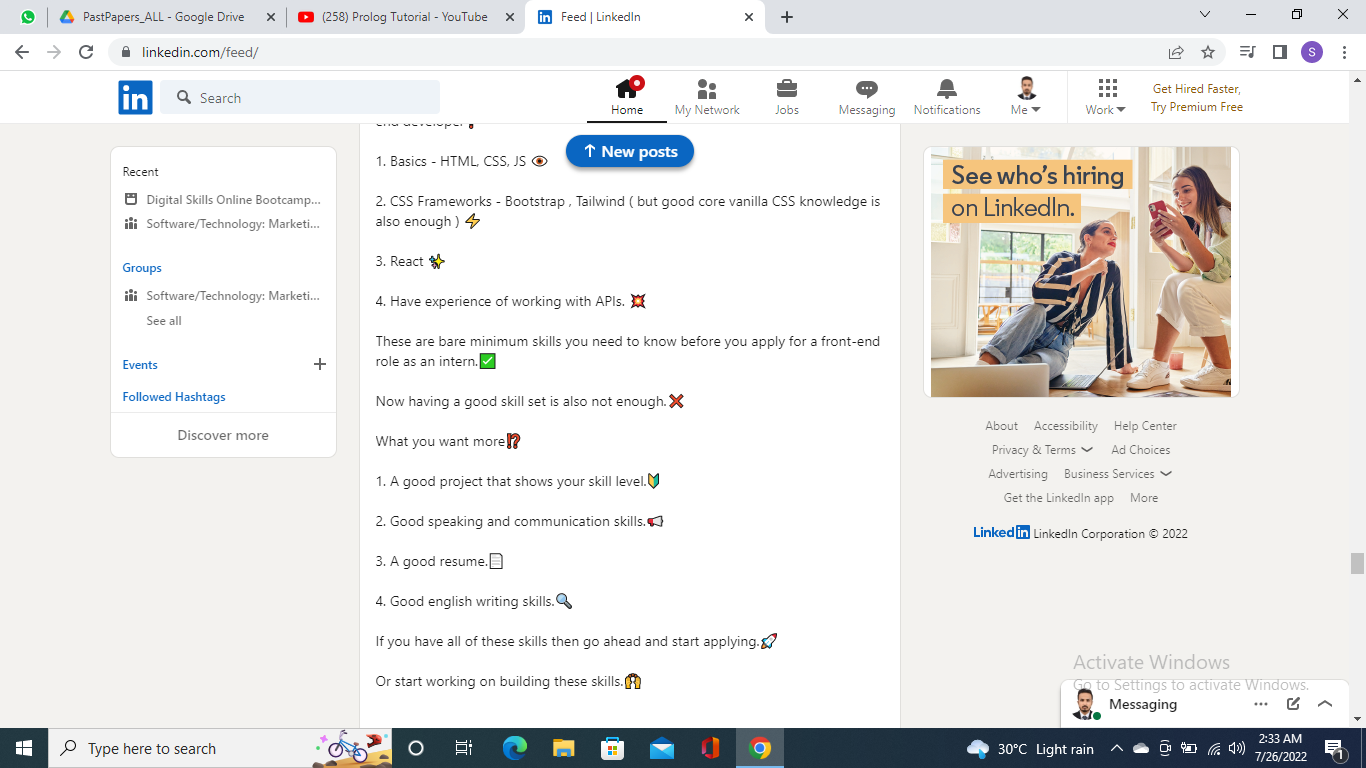 PastPapers_ALL - Google Drive
(258) Prolog Tutorial - YouTube
Feed | LinkedIn
linkedin.com/feed/
S
in
Search
Home
My Network
Jobs
Messaging
Notifications
Me
Work
Get Hired Faster,
Try Premium Free
end developer❓
New posts
Recent
Digital Skills Online Bootcamp...
Software/Technology: Marketi...
Groups
Software/Technology: Marketi...
See all
Events
Followed Hashtags
Discover more
1. Basics - HTML, CSS, JS 👁
2. CSS Frameworks - Bootstrap , Tailwind ( but good core vanilla CSS knowledge is
also enough ) ⚡
3. React ✨
4. Have experience of working with APIs. 💥
These are bare minimum skills you need to know before you apply for a front-end
role as an intern.✅
Now having a good skill set is also not enough.❌
What you want more⁉
1. A good project that shows your skill level.🔰
2. Good speaking and communication skills.📢
3. A good resume.📄
4. Good english writing skills.🔍
If you have all of these skills then go ahead and start applying.🚀
Or start working on building these skills.🙌
See who's hiring
on LinkedIn.
About Accessibility Help Center
Privacy & Terms Ad Choices
Advertising Business Services
Get the LinkedIn app More
LinkedIn LinkedIn Corporation © 2022
Activate Windows
Go to Settings to activate Windows.
Messaging
Type here to search
30°C Light rain
2:33 AM
7/26/2022
1